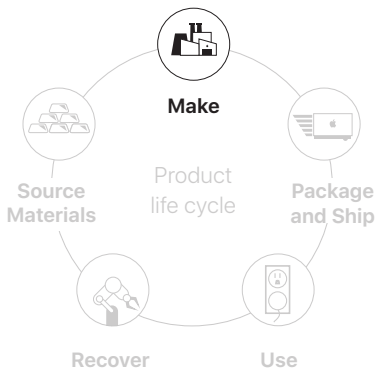 Make
Product
life cycle
Source
Materials
Package
and Ship
Recover
Use